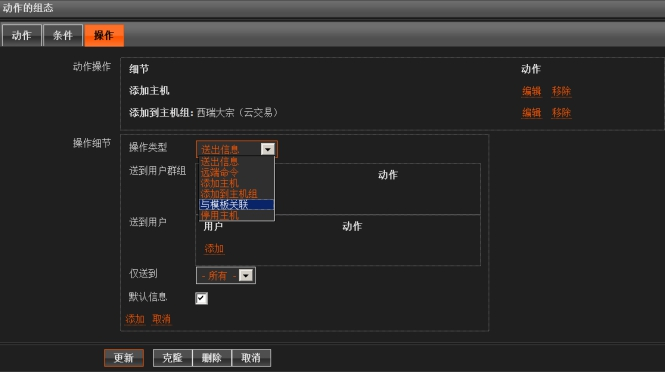 动作的组态
动作 条件 操作
动作操作 细节 动作
添加主机 编辑 移除
添加到主机组: 西瑞大宗（云交易） 编辑 移除
操作细节 操作类型 送出信息
送出信息
远端命令
添加主机
添加到主机组
与模板关联
停用主机
送到用户群组 动作
送到用户 用户 动作
添加
仅送到 - 所有 -
默认信息
添加 取消
更新 克隆 删除 取消